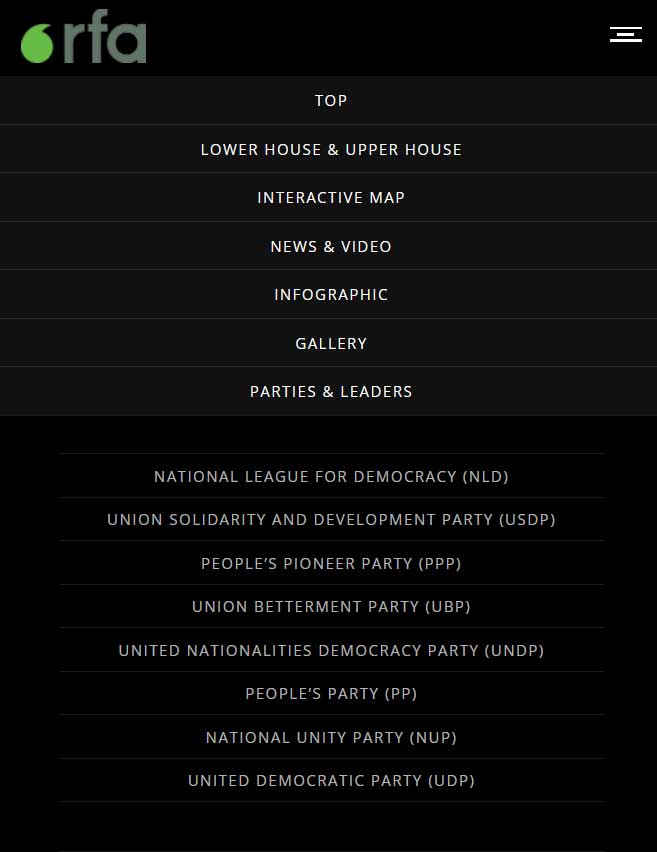 rfa
TOP
LOWER HOUSE & UPPER HOUSE
INTERACTIVE MAP
NEWS & VIDEO
INFOGRAPHIC
GALLERY
PARTIES & LEADERS
NATIONAL LEAGUE FOR DEMOCRACY (NLD)
UNION SOLIDARITY AND DEVELOPMENT PARTY (USDP)
PEOPLE’S PIONEER PARTY (PPP)
UNION BETTERMENT PARTY (UBP)
UNITED NATIONALITIES DEMOCRACY PARTY (UNDP)
PEOPLE’S PARTY (PP)
NATIONAL UNITY PARTY (NUP)
UNITED DEMOCRATIC PARTY (UDP)